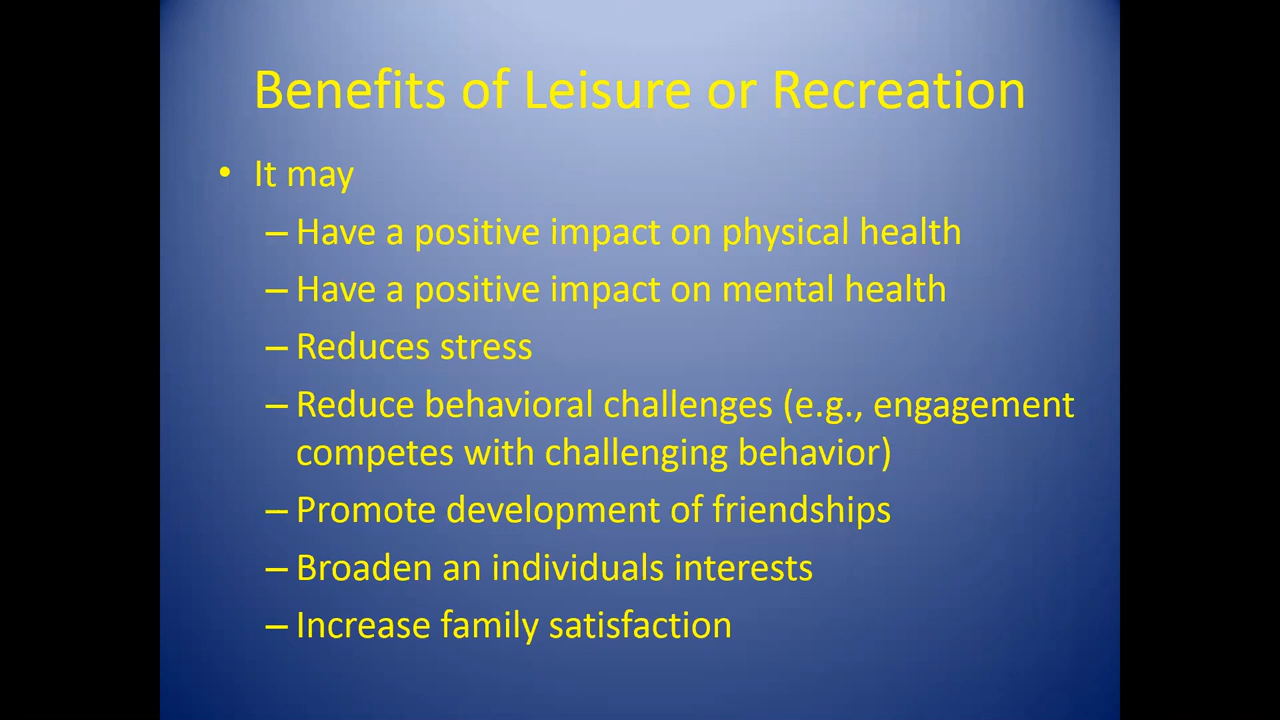 Benefits of Leisure or Recreation
• It may
– Have a positive impact on physical health
– Have a positive impact on mental health
– Reduces stress
– Reduce behavioral challenges (e.g., engagement
competes with challenging behavior)
– Promote development of friendships
– Broaden an individuals interests
– Increase family satisfaction